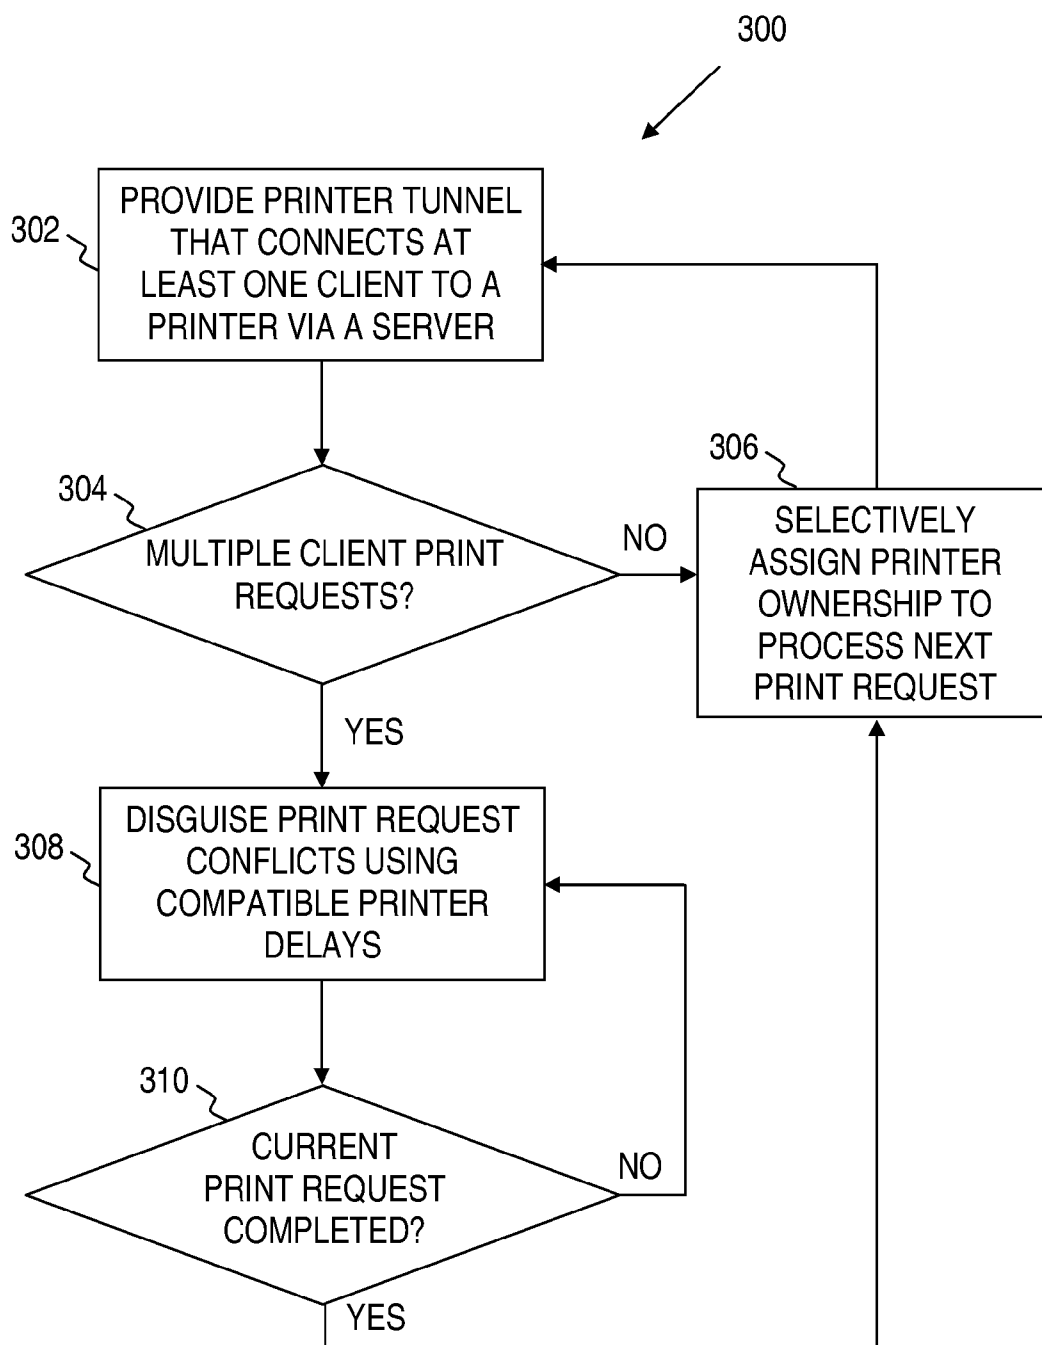 300
302
PROVIDE PRINTER TUNNEL
THAT CONNECTS AT
LEAST ONE CLIENT TO A
PRINTER VIA A SERVER
304
MULTIPLE CLIENT PRINT
REQUESTS?
NO
306
SELECTIVELY
ASSIGN PRINTER
OWNERSHIP TO
PROCESS NEXT
PRINT REQUEST
YES
308
DISGUISE PRINT REQUEST
CONFLICTS USING
COMPATIBLE PRINTER
DELAYS
310
CURRENT
PRINT REQUEST
COMPLETED?
NO
YES